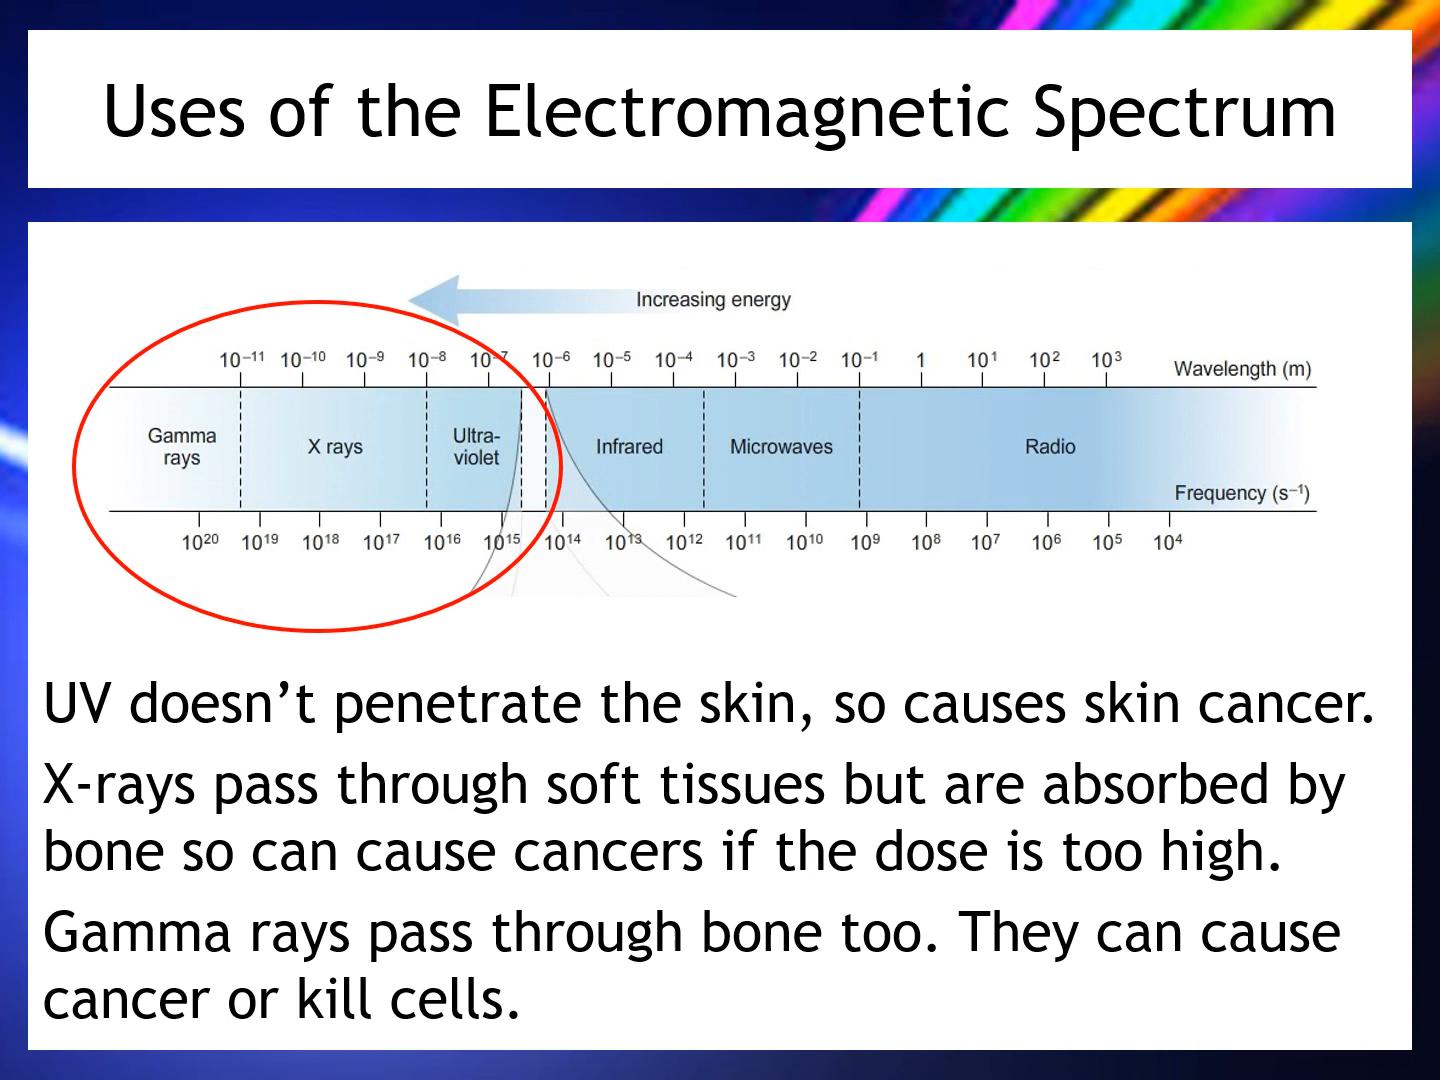 Uses of the Electromagnetic Spectrum
Increasing energy
10⁻¹¹ 10⁻¹⁰ 10⁻⁹ 10⁻⁸ 10⁻⁷ 10⁻⁶ 10⁻⁵ 10⁻⁴ 10⁻³ 10⁻² 10⁻¹ 1 10¹ 10² 10³ Wavelength (m)
Gamma
rays
X rays
Ultra-
violet
Infrared
Microwaves
Radio
Frequency (s⁻¹)
10²⁰ 10¹⁹ 10¹⁸ 10¹⁷ 10¹⁶ 10¹⁵ 10¹⁴ 10¹³ 10¹² 10¹¹ 10¹⁰ 10⁹ 10⁸ 10⁷ 10⁶ 10⁵ 10⁴
UV doesn’t penetrate the skin, so causes skin cancer.
X-rays pass through soft tissues but are absorbed by
bone so can cause cancers if the dose is too high.
Gamma rays pass through bone too. They can cause
cancer or kill cells.